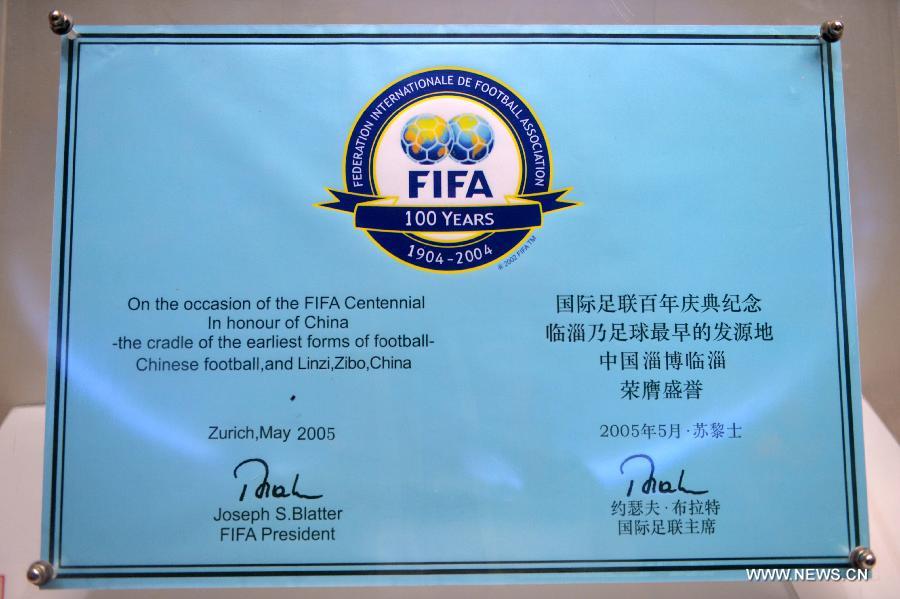 FEDERATION INTERNATIONALE DE FOOTBALL ASSOCIATION
FIFA
100 YEARS
1904-2004
® 2002 FIFA TM
On the occasion of the FIFA Centennial
In honour of China
-the cradle of the earliest forms of football-
Chinese football,and Linzi,Zibo,China
Zurich,May 2005
Joseph S.Blatter
FIFA President
国际足联百年庆典纪念
临淄乃足球最早的发源地
中国淄博临淄
荣膺盛誉
2005年5月·苏黎士
约瑟夫·布拉特
国际足联主席
WWW.NEWS.CN